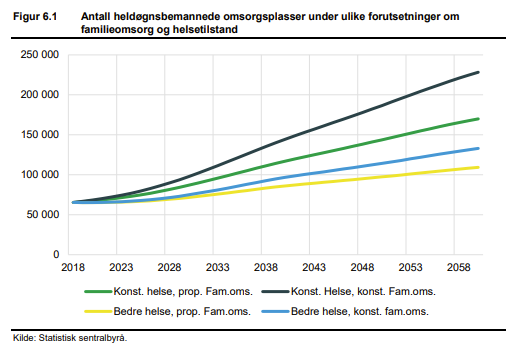 Figur 6.1 Antall heldøgnsbemannede omsorgsplasser under ulike forutsetninger om
familieomsorg og helsetilstand
250 000
200 000
150 000
100 000
50 000
0
2018 2023 2028 2033 2038 2043 2048 2053 2058
Konst. helse, prop. Fam.oms. Konst. Helse, konst. Fam.oms.
Bedre helse, prop. Fam.oms. Bedre helse, konst. fam.oms.
Kilde: Statistisk sentralbyrå.